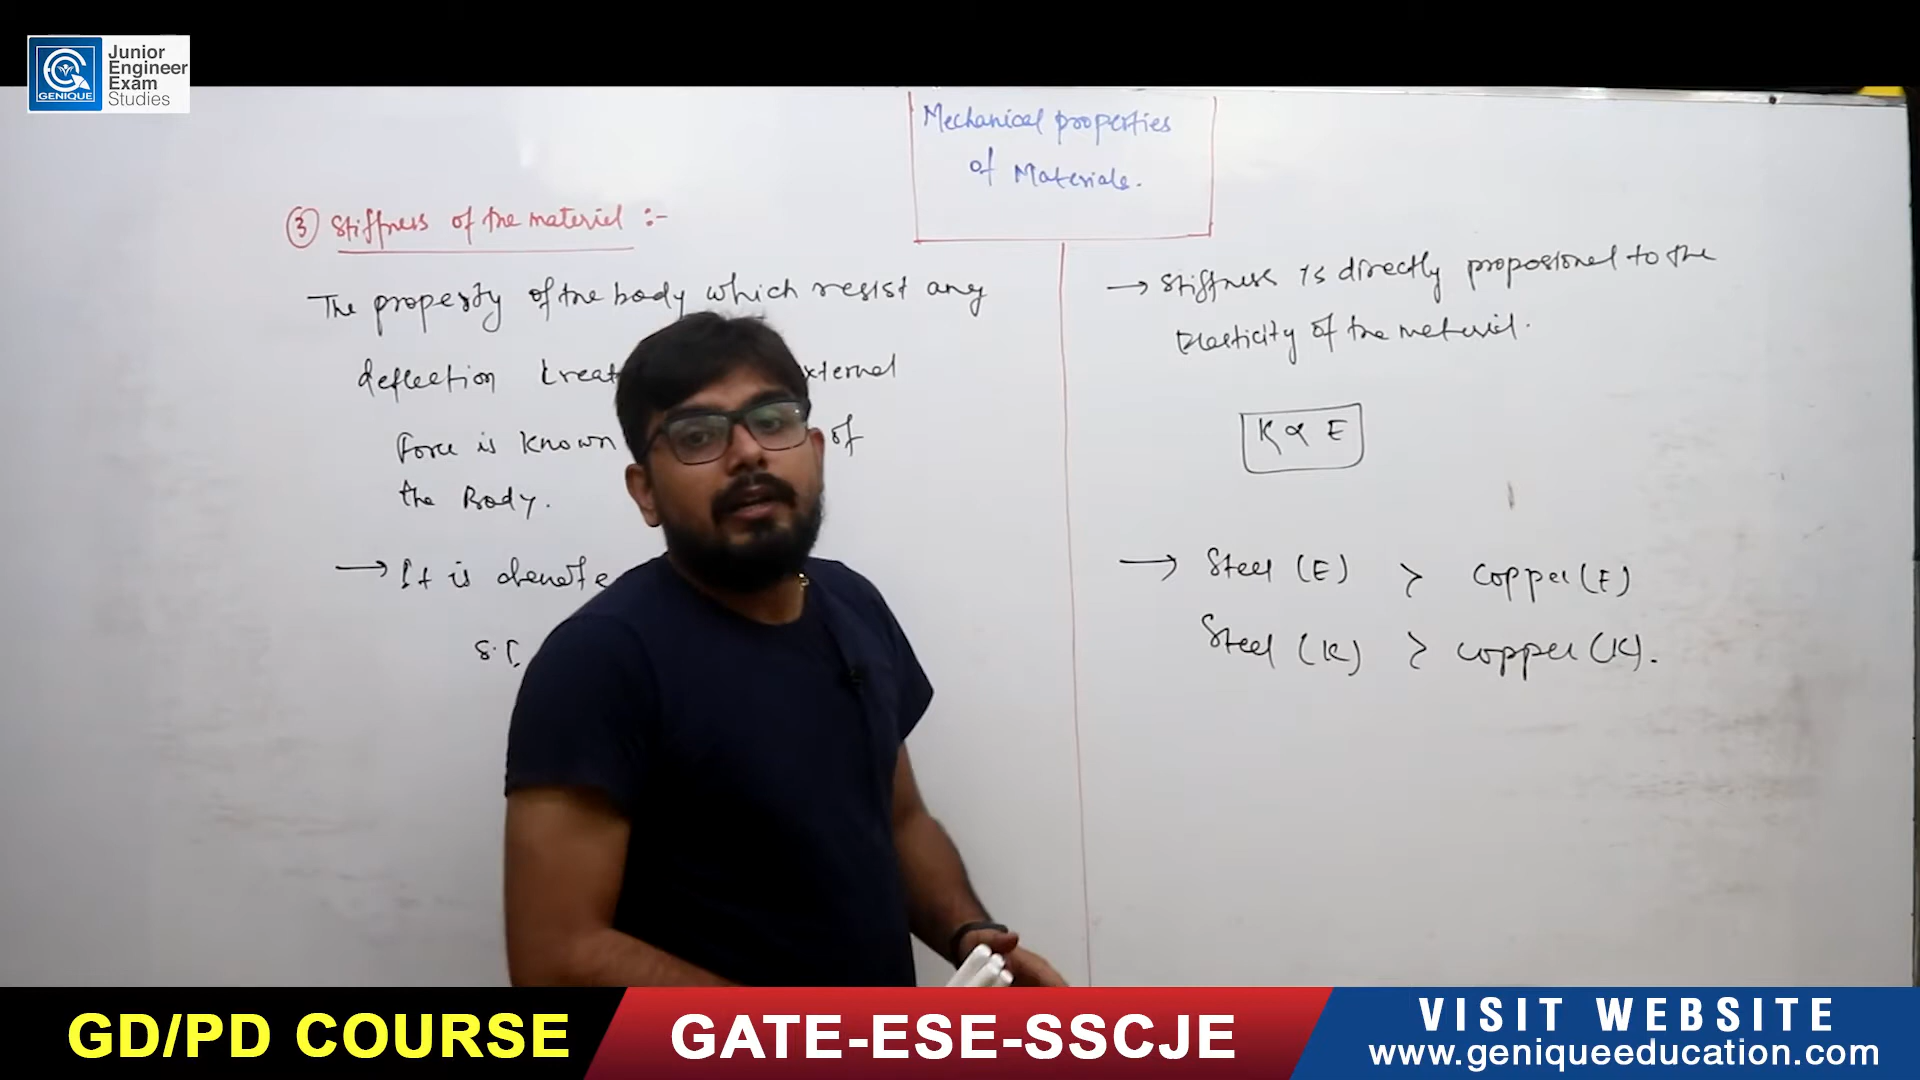 GENIQUE
Junior
Engineer
Exam
Studies
Mechanical properties
of Materials.
③ Stiffness of the material :-
The property of the body which resist any
deflection xternal
Force is known of
the Body.
→ It is denote
S.I
→ Stiffness is directly proposional to the
Elasticity of the material.
K ∝ E
→ Steel (E) > Copper (E)
Steel (K) > Copper (K).
GD/PD COURSE
GATE-ESE-SSCJE
VISIT WEBSITE
www.geniqueeducation.com